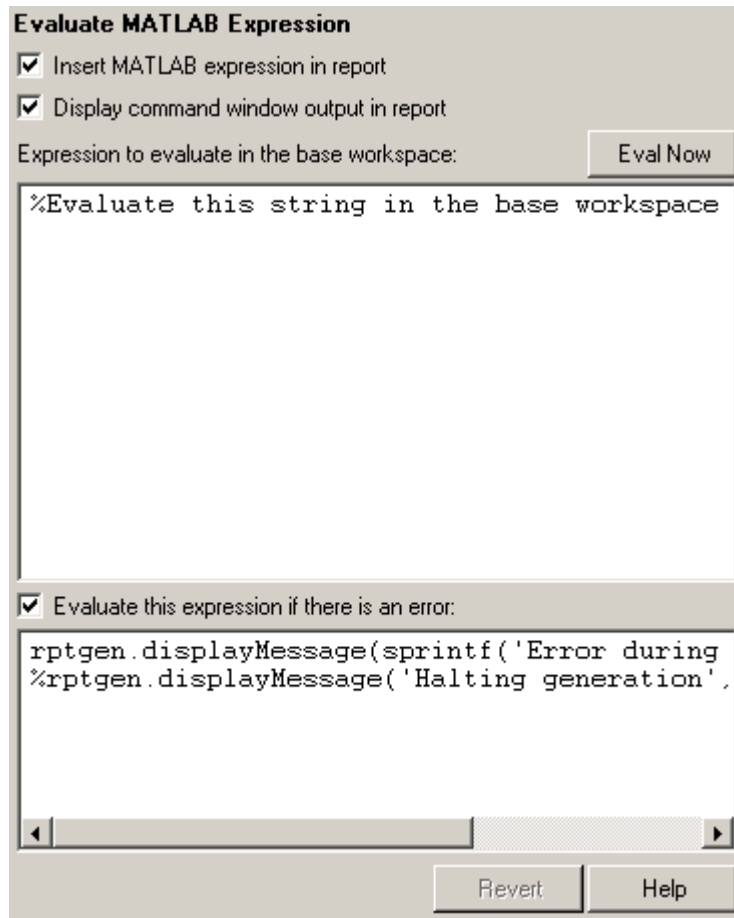 Evaluate MATLAB Expression
Insert MATLAB expression in report
Display command window output in report
Expression to evaluate in the base workspace: Eval Now
%Evaluate this string in the base workspace
Evaluate this expression if there is an error:
rptgen.displayMessage(sprintf('Error during
%rptgen.displayMessage('Halting generation',
Revert Help